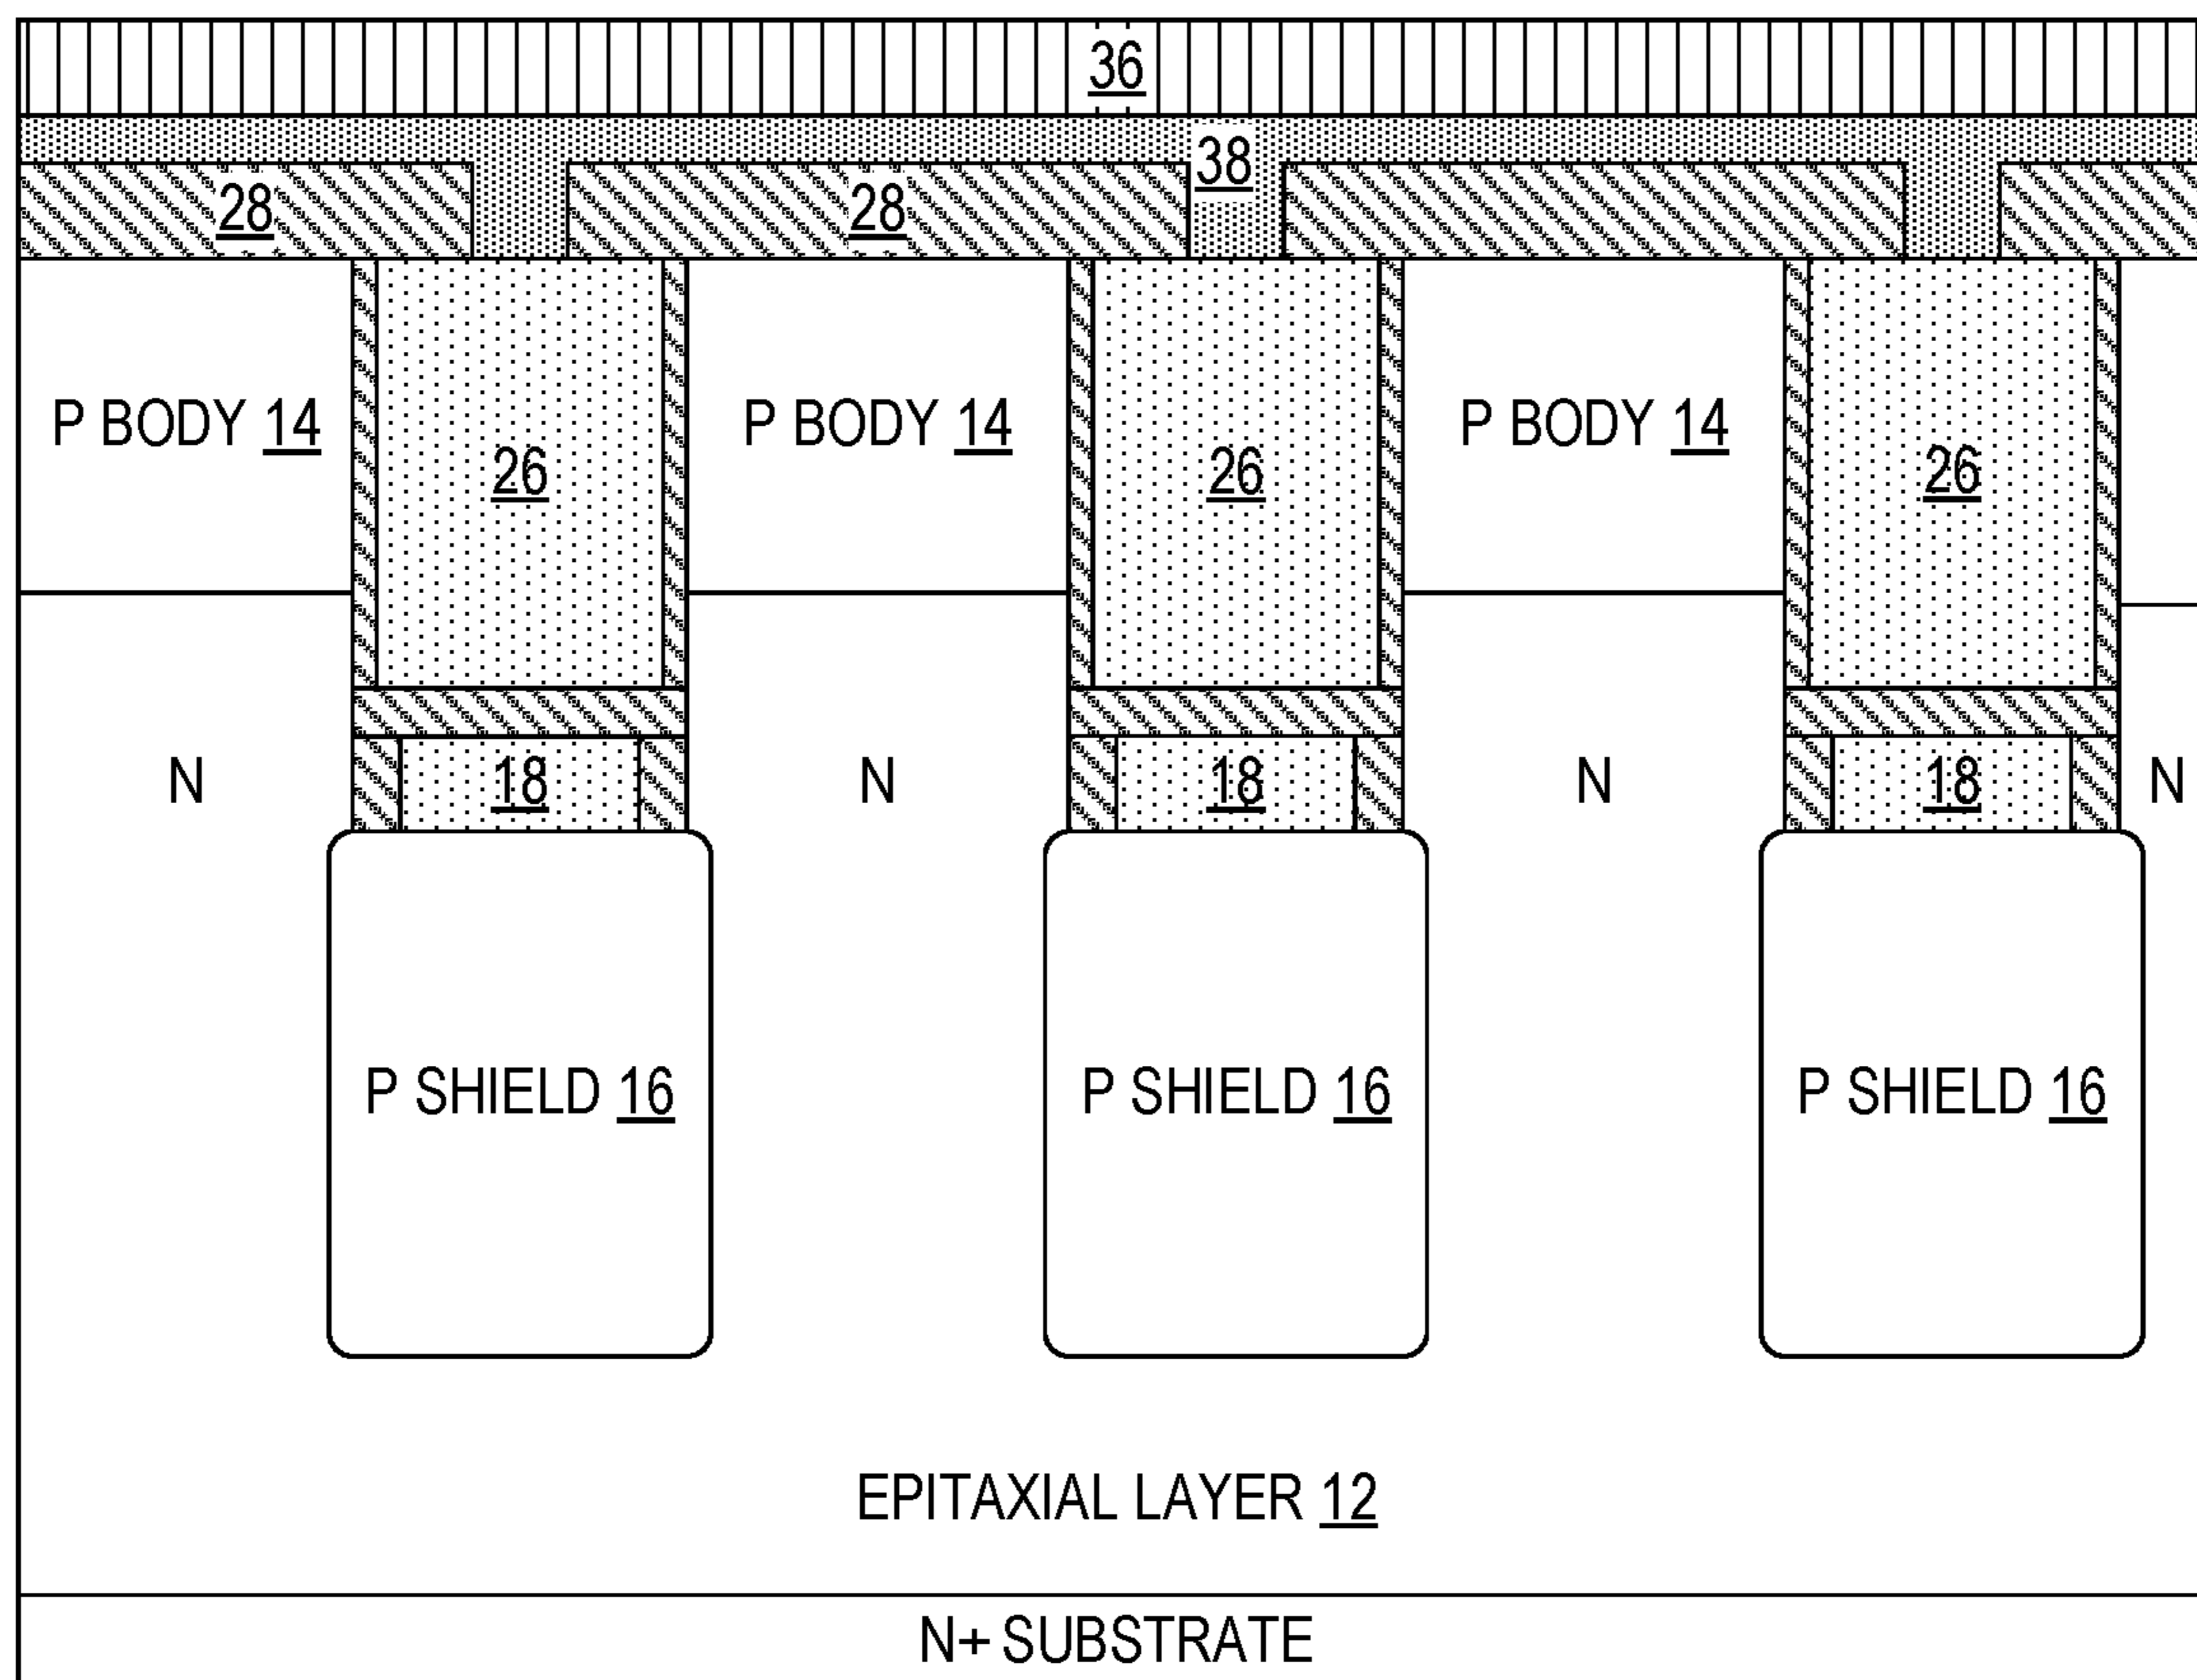 36
38
28 28
P BODY 14 P BODY 14 P BODY 14
26 26 26
N 18 N 18 N 18 N
P SHIELD 16 P SHIELD 16 P SHIELD 16
EPITAXIAL LAYER 12
N+ SUBSTRATE